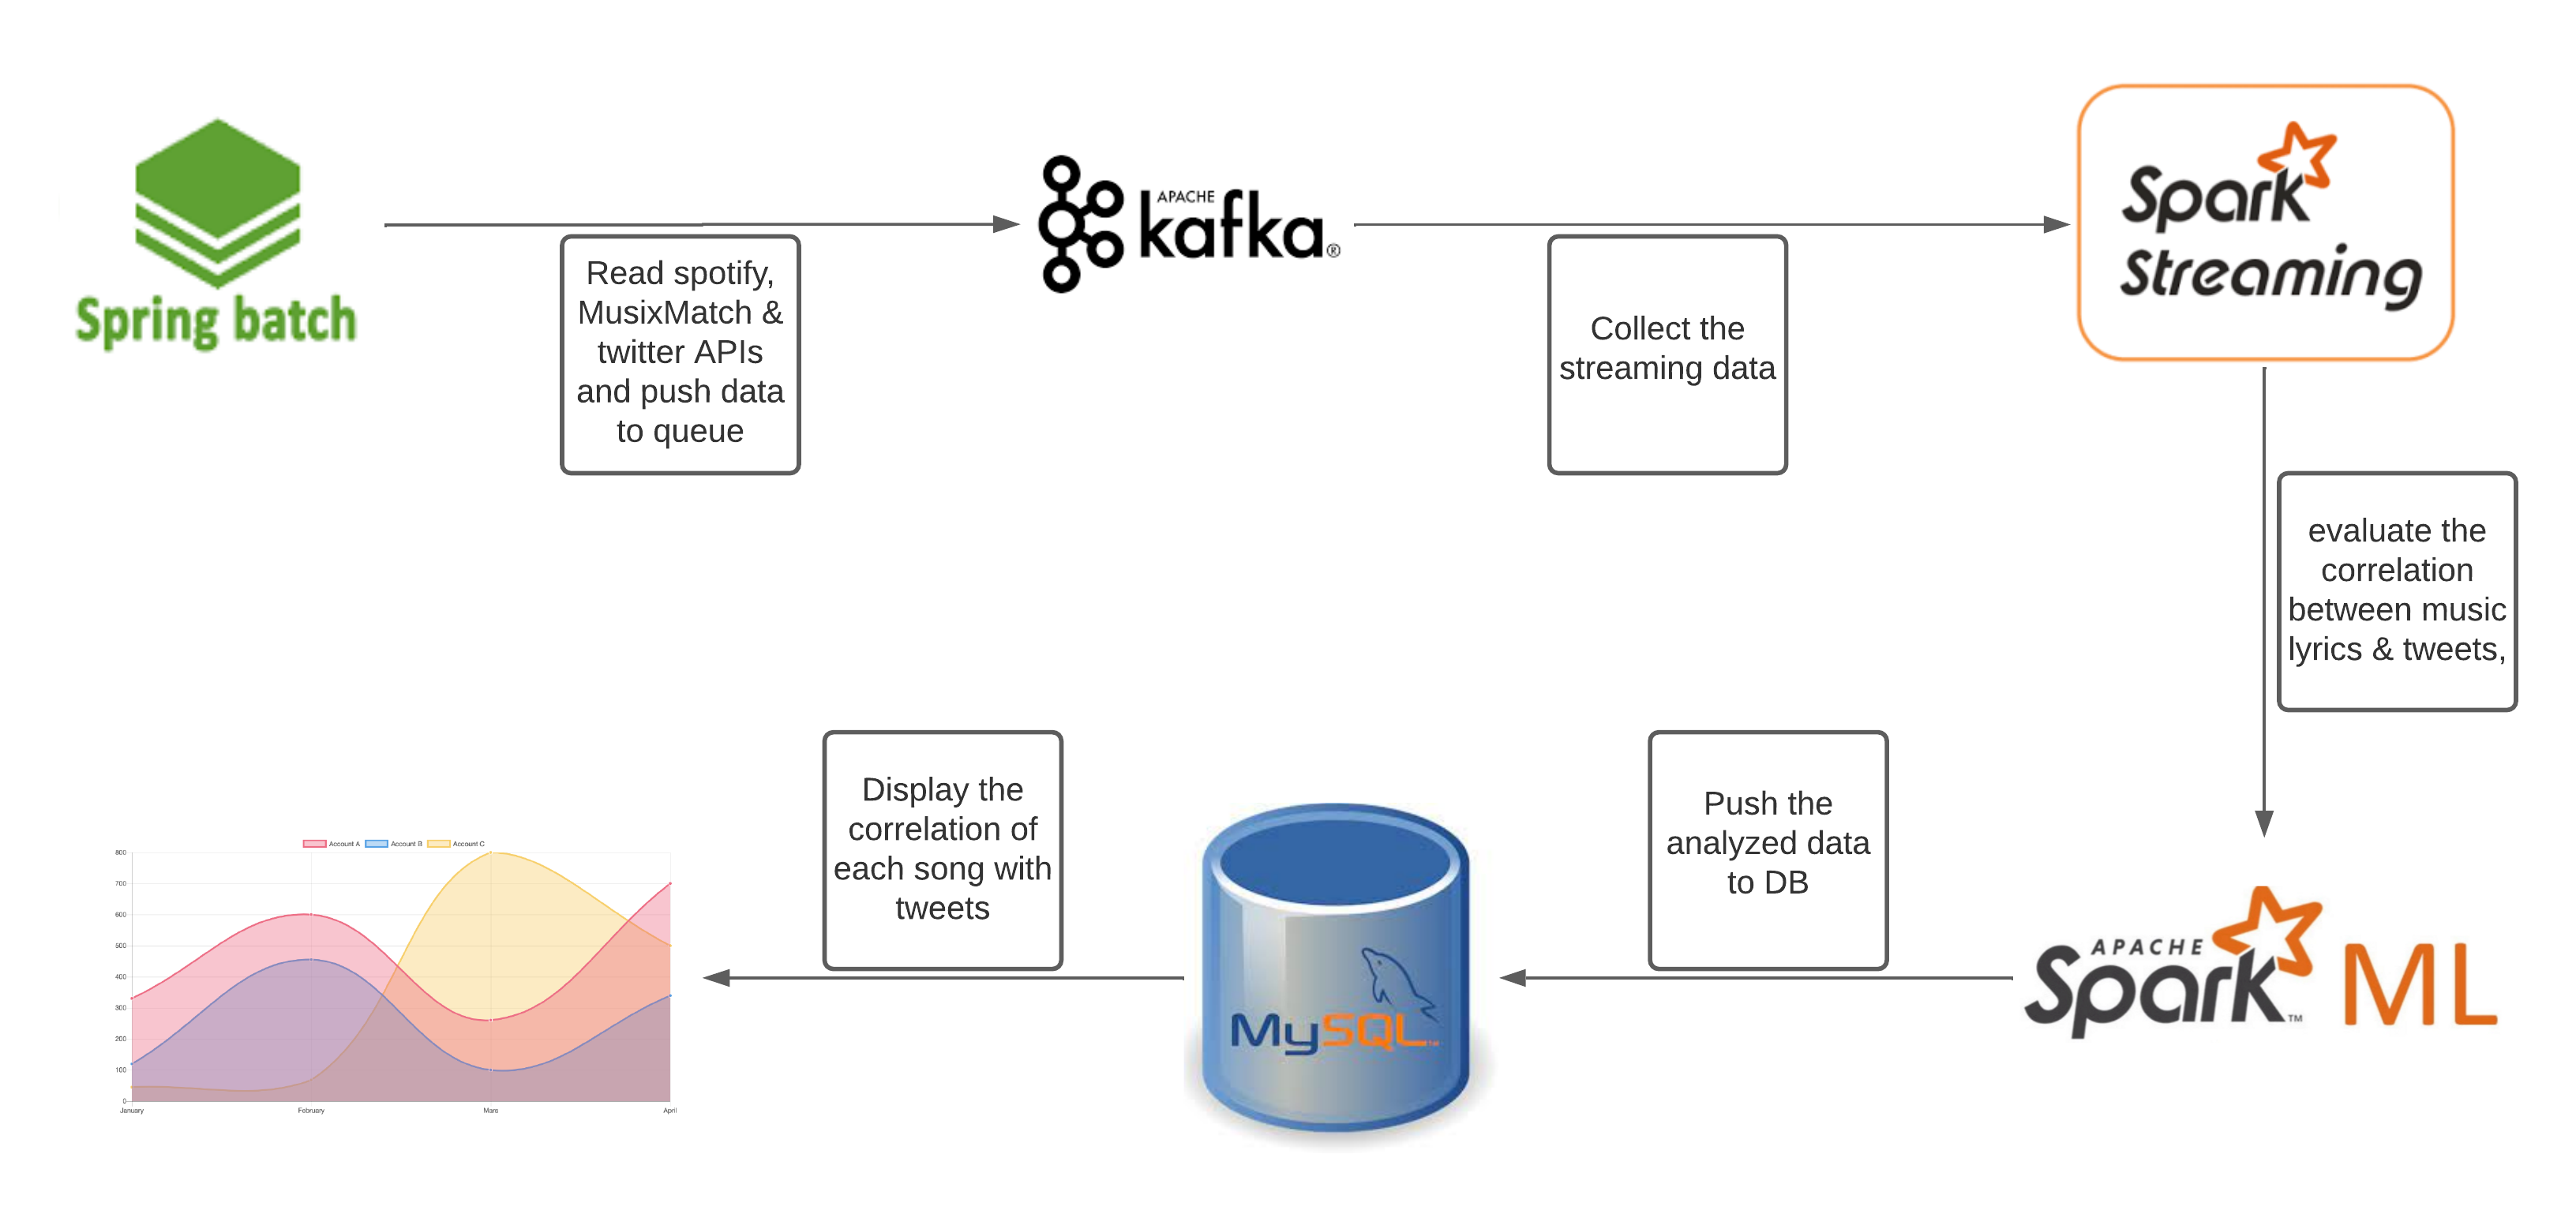 Spring batch
Read spotify,
MusixMatch &
twitter APIs
and push data
to queue
APACHE
kafka®
Collect the
streaming data
Spark
Streaming
evaluate the
correlation
between music
lyrics & tweets,
APACHE
Spark™ ML
Push the
analyzed data
to DB
MySQL™
Display the
correlation of
each song with
tweets
Account A Account B Account C
800
700
600
500
400
300
200
100
0
January February Mars April